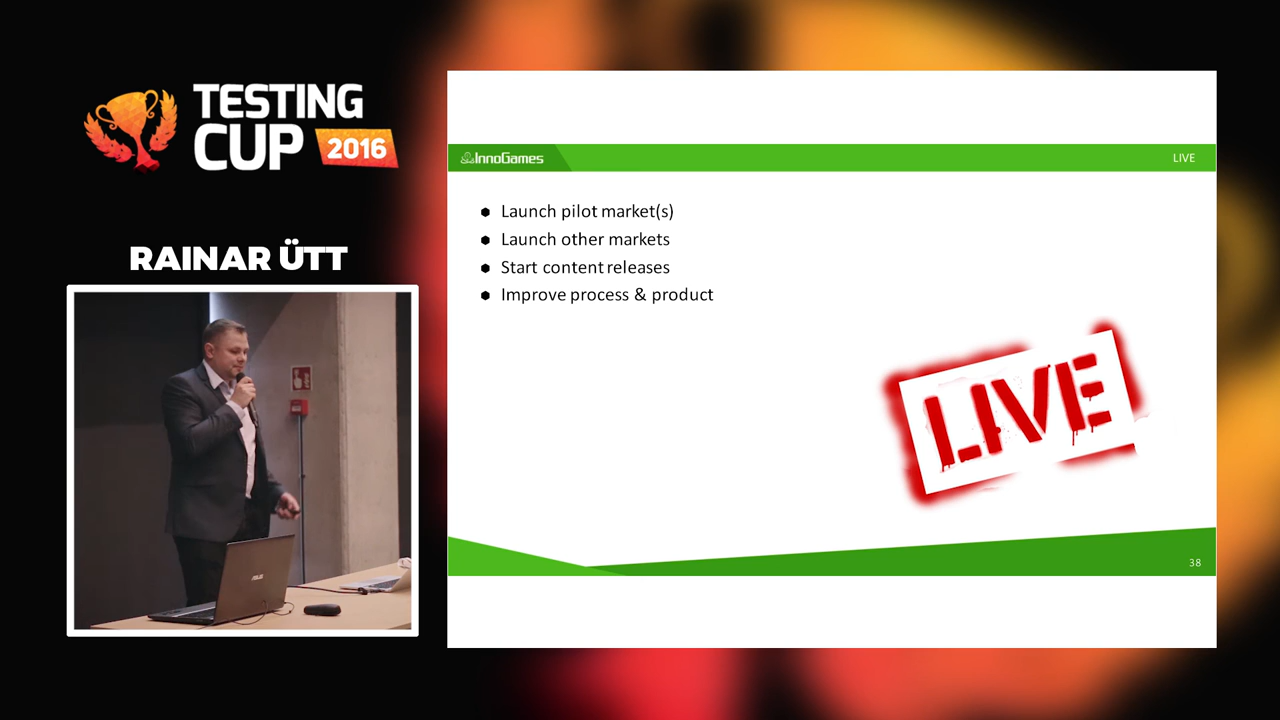 TESTING
CUP 2016
RAINAR ÜTT
ASUS
InnoGames
LIVE
Launch pilot market(s)
Launch other markets
Start content releases
Improve process & product
LIVE
38